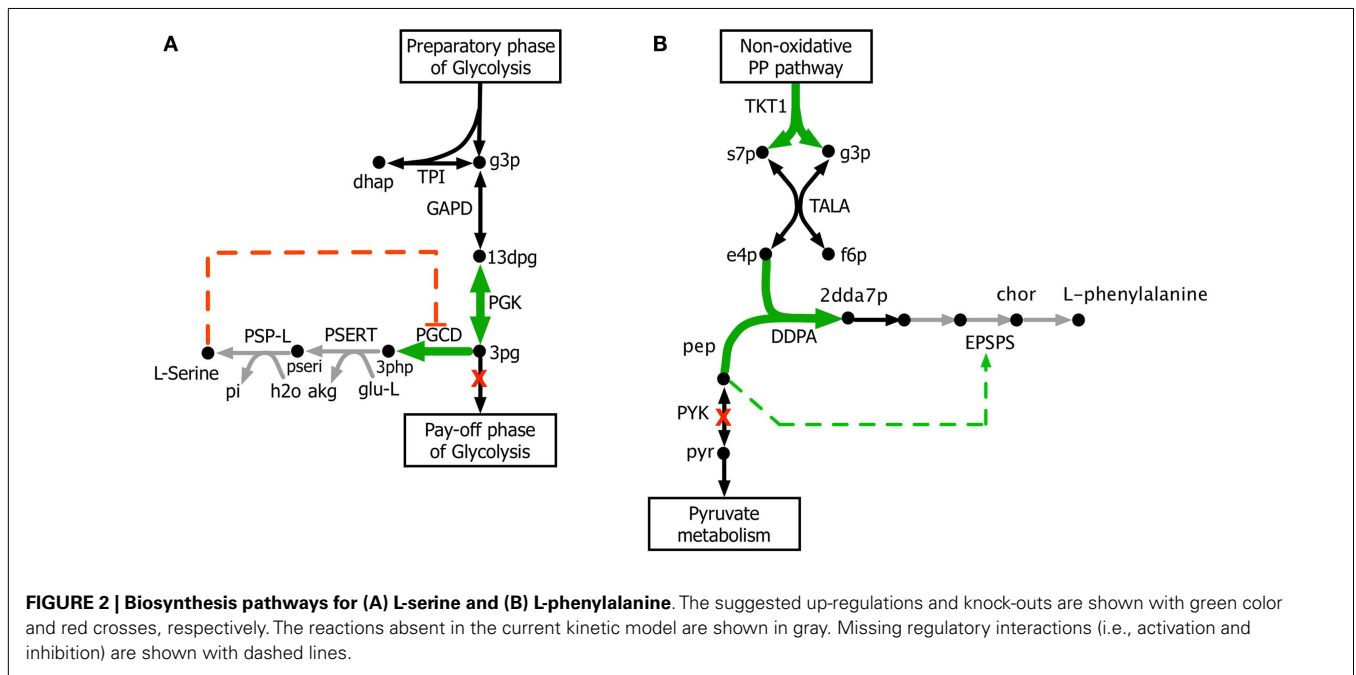 A
Preparatory phase
of Glycolysis
dhap
TPI
g3p
GAPD
13dpg
PGK
PSP-L
PSERT
PGCD
3pg
L-Serine
pseri
3php
pi
h2o
akg
glu-L
X
Pay-off phase
of Glycolysis
B
Non-oxidative
PP pathway
TKT1
s7p
g3p
TALA
e4p
f6p
2dda7p
chor
L-phenylalanine
DDPA
EPSPS
pep
PYK
X
pyr
Pyruvate
metabolism
FIGURE 2 | Biosynthesis pathways for (A) L-serine and (B) L-phenylalanine. The suggested up-regulations and knock-outs are shown with green color
and red crosses, respectively. The reactions absent in the current kinetic model are shown in gray. Missing regulatory interactions (i.e., activation and
inhibition) are shown with dashed lines.